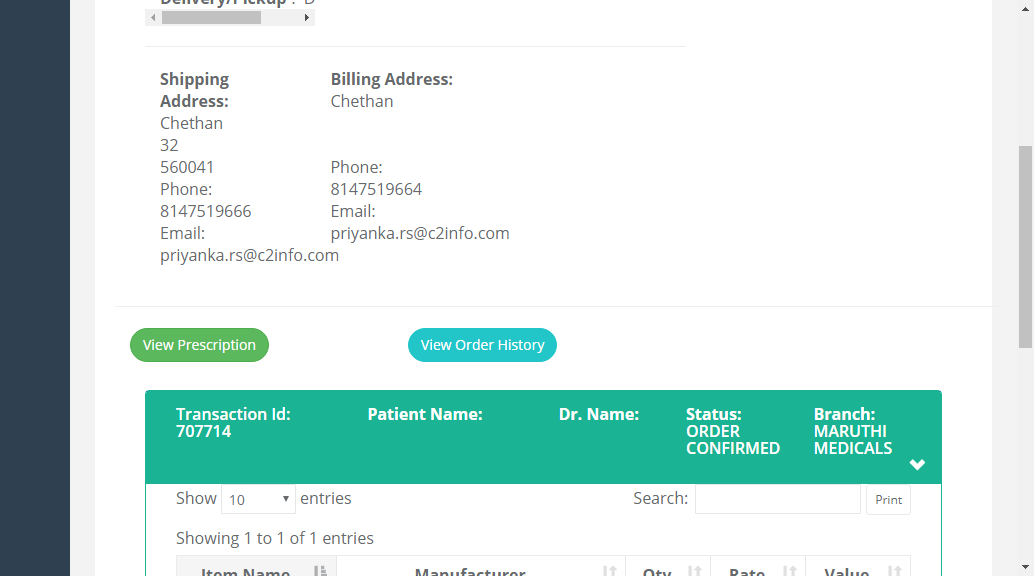 Delivery/Pickup : D
Shipping Address:
Chethan
32
560041
Phone:
8147519666
Email:
priyanka.rs@c2info.com
Billing Address:
Chethan
Phone:
8147519664
Email:
priyanka.rs@c2info.com
View Prescription
View Order History
Transaction Id:
707714
Patient Name:
Dr. Name:
Status:
ORDER
CONFIRMED
Branch:
MARUTHI
MEDICALS
Show 10 entries
Search:
Print
Showing 1 to 1 of 1 entries
Item Name
Manufacturer
Qty
Rate
Value